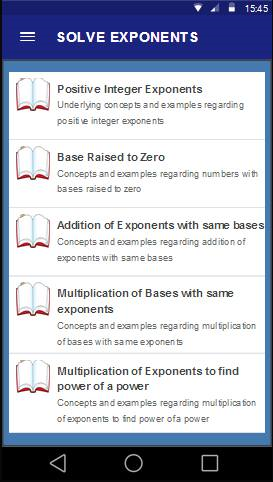 15:45
SOLVE EXPONENTS
Positive Integer Exponents
Underlying concepts and examples regarding
positive integer exponents
Base Raised to Zero
Concepts and examples regarding numbers with
bases raised to zero
Addition of Exponents with same bases
Concepts and examples regarding addition of
exponents with same bases
Multiplication of Bases with same
exponents
Concepts and examples regarding multiplication
of bases with same exponents
Multiplication of Exponents to find
power of a power
Concepts and examples regarding multiplication
of exponents to find power of a power